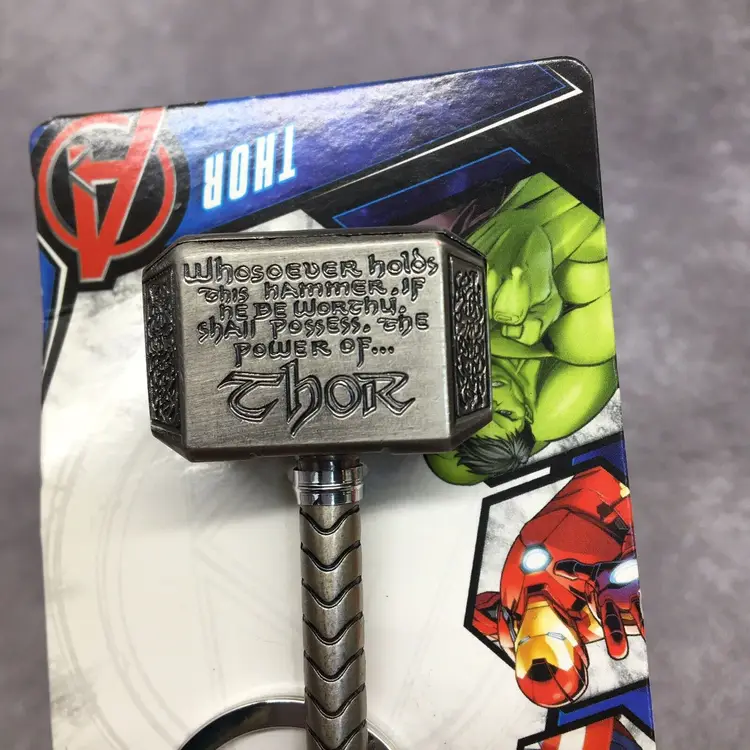 THOR
Whosoever holds
this hammer, if
he be worthy,
shall possess, the
power of...
Thor